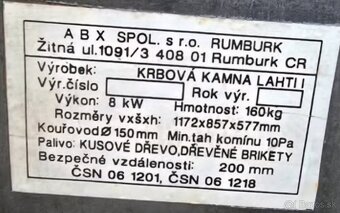 A B X SPOL. s r.o. RUMBURK
Žitná ul.1091/3 408 01 Rumburk CR
Výrobek: KRBOVÁ KAMNA LAHTI I
Výr.číslo Rok výr.
Výkon: 8 kW Hmotnost: 160kg
Rozměry vxšxh: 1172x857x577mm
Kouřovod Ø 150mm Min.tah komínu 10Pa
Palivo: KUSOVÉ DŘEVO,DŘEVĚNÉ BRIKETY
Bezpečné vzdálenosti: 200 mm
ČSN 06 1201, ČSN 06 1218
bazos.sk